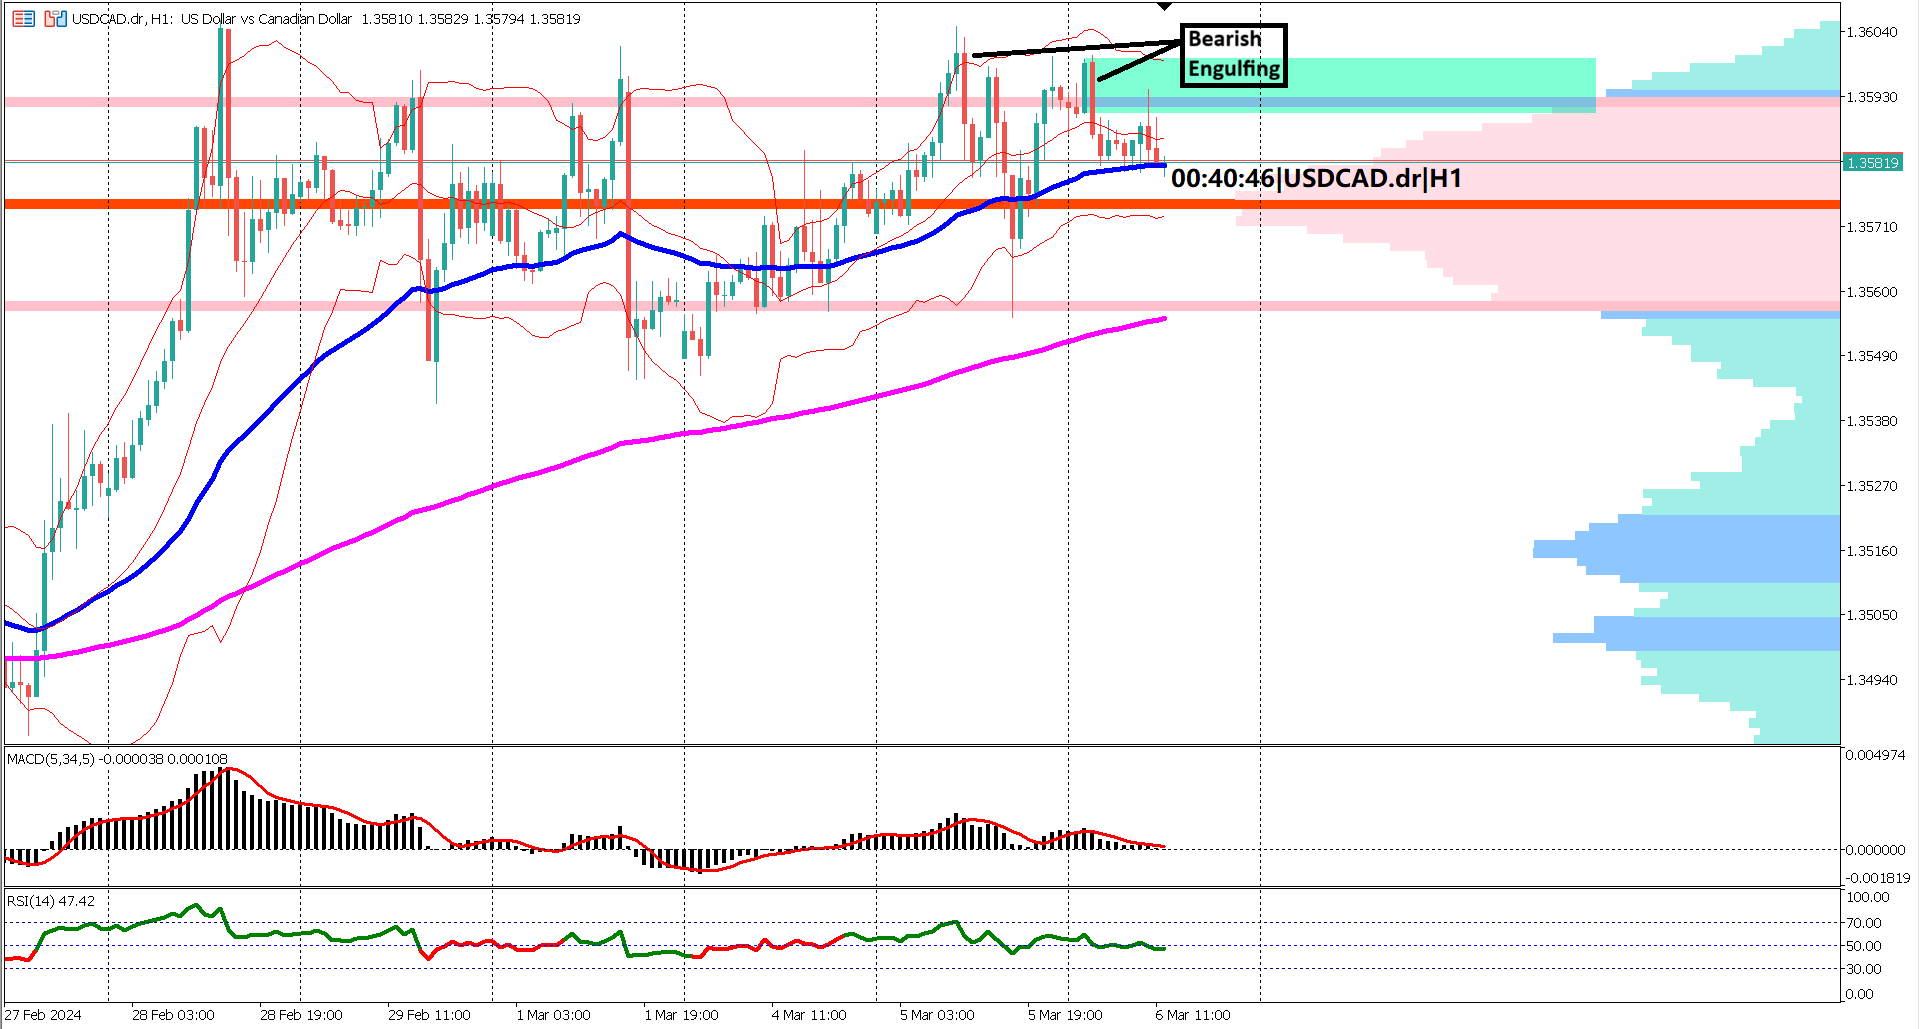 USDCAD.dr, H1: US Dollar vs Canadian Dollar 1.35810 1.35829 1.35794 1.35819
Bearish
Engulfing
00:40:46|USDCAD.dr|H1
1.36040
1.35930
1.35819
1.35710
1.35600
1.35490
1.35380
1.35270
1.35160
1.35050
1.34940
MACD(5,34,5) -0.000038 0.000108
0.004974
0.000000
-0.001819
RSI(14) 47.42
100.00
70.00
50.00
30.00
0.00
27 Feb 2024
28 Feb 03:00
28 Feb 19:00
29 Feb 11:00
1 Mar 03:00
1 Mar 19:00
4 Mar 11:00
5 Mar 03:00
5 Mar 19:00
6 Mar 11:00